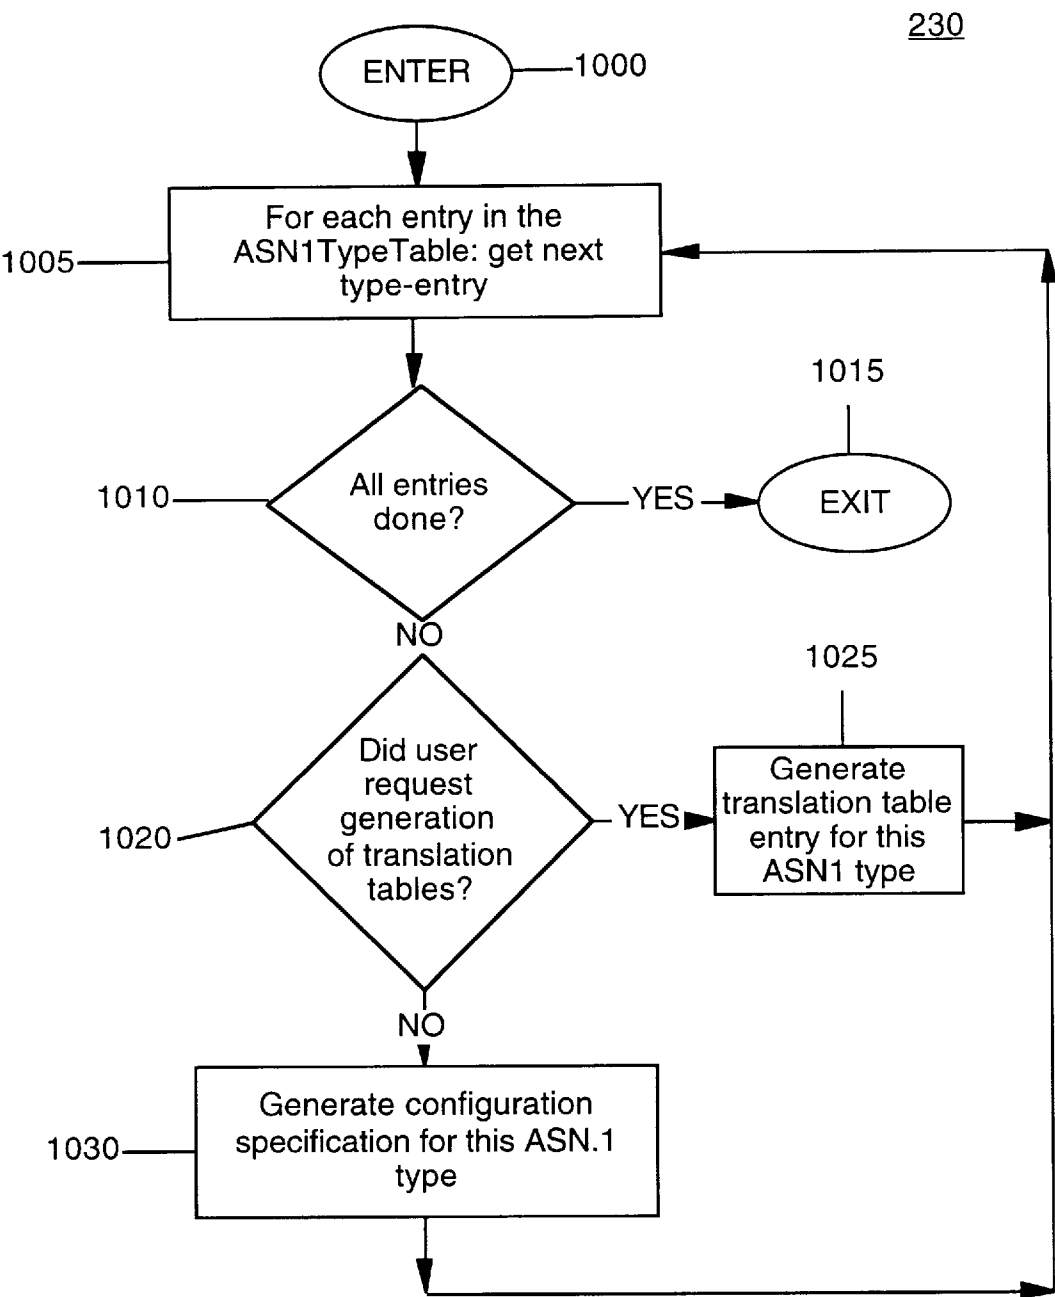 230
ENTER
1000
For each entry in the
ASN1TypeTable: get next
type-entry
1005
1015
All entries
done?
1010
YES
EXIT
NO
1025
Did user
request
generation
of translation
tables?
1020
YES
Generate
translation table
entry for this
ASN1 type
NO
Generate configuration
specification for this ASN.1
type
1030